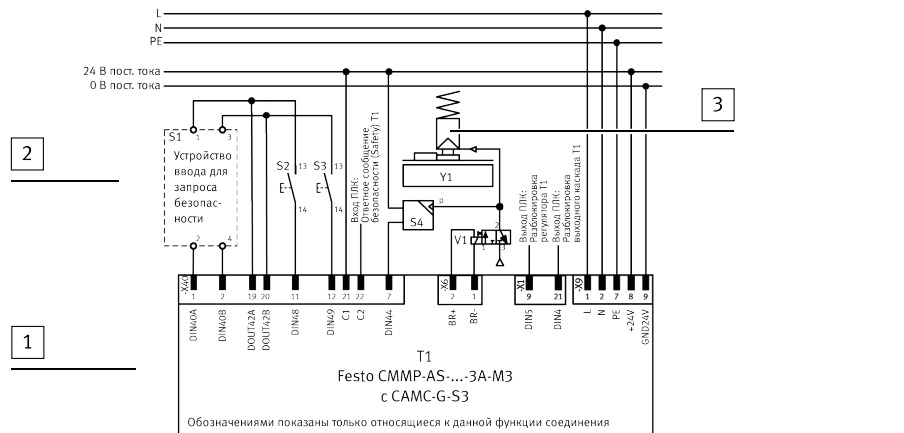 L
N
PE
24 В пост. тока
0 В пост. тока
3
2
1
S1
1
3
Устройство
ввода для
запроса
безопас-
ности
2
4
S2
13
14
S3
13
14
Вход ПЛК:
Ответное сообщение
безопасности (Safety) T1
Y1
S4
p
V1
2
1
3
Выход ПЛК:
Разблокировка
регулятора T1
Выход ПЛК:
Разблокировка
выходного каскада T1
-X40
1 2 19 20 11 12 21 22 7
-X6
2 1
-X1
9 21
-X9
1 2 7 8 9
DIN40A
DIN40B
DOUT42A
DOUT42B
DIN48
DIN49
C1
C2
DIN44
BR+
BR-
DIN5
DIN4
L
N
PE
+24V
GND24V
T1
Festo CMMP-AS-...-3A-M3
с CAMC-G-S3
Обозначениями показаны только относящиеся к данной функции соединения